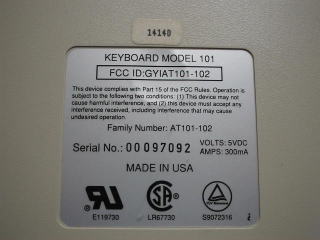 14140
KEYBOARD MODEL 101
FCC ID:GYIAT101-102
This device complies with Part 15 of the FCC Rules. Operation is
subject to the following two conditions: (1) This device may not
cause harmful interference, and (2) this device must accept any
interference received, including interference that may cause
undesired operation.
Family Number: AT101-102
Serial No.: 00097092 VOLTS: 5VDC
AMPS: 300mA
MADE IN USA
E119730 LR67730 S9072316